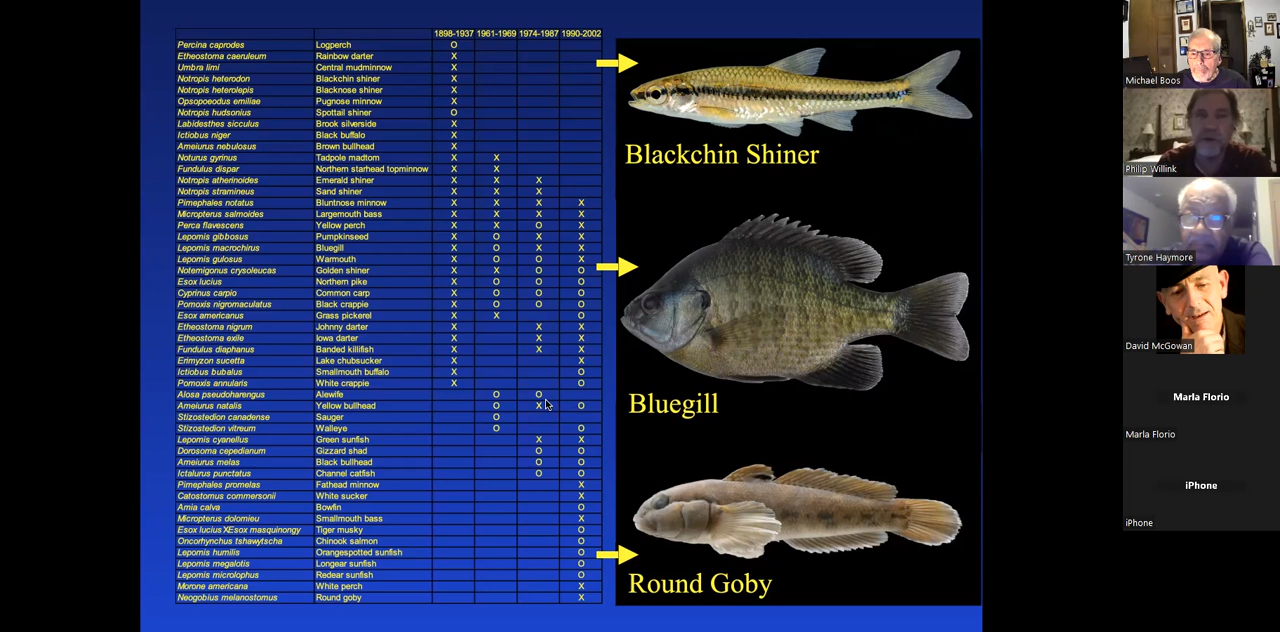 1898-1937 1961-1969 1974-1987 1990-2002
Percina caprodes Logperch O
Etheostoma caeruleum Rainbow darter X
Umbra limi Central mudminnow X
Notropis heterodon Blackchin shiner X
Notropis heterolepis Blacknose shiner X
Opsopoeodus emiliae Pugnose minnow X
Notropis hudsonius Spottail shiner O
Labidesthes sicculus Brook silverside X
Ictiobus niger Black buffalo X
Ameiurus nebulosus Brown bullhead X
Noturus gyrinus Tadpole madtom X X
Fundulus dispar Northern starhead topminnow X X
Notropis atherinoides Emerald shiner X X X
Notropis stramineus Sand shiner X X X
Pimephales notatus Bluntnose minnow X X X X
Micropterus salmoides Largemouth bass X X X X
Perca flavescens Yellow perch X X O X
Lepomis gibbosus Pumpkinseed X O X X
Lepomis macrochirus Bluegill X O X X
Lepomis gulosus Warmouth X O O X
Notemigonus crysoleucas Golden shiner X X O O
Esox lucius Northern pike X O O O
Cyprinus carpio Common carp X O O O
Pomoxis nigromaculatus Black crappie X O O O
Esox americanus Grass pickerel X X O
Etheostoma nigrum Johnny darter X X X
Etheostoma exile Iowa darter X X X
Fundulus diaphanus Banded killifish X X X
Erimyzon sucetta Lake chubsucker X X
Ictiobus bubalus Smallmouth buffalo X O
Pomoxis annularis White crappie X O
Alosa pseudoharengus Alewife O O
Ameiurus natalis Yellow bullhead O X O
Stizostedion canadense Sauger O
Stizostedion vitreum Walleye O O
Lepomis cyanellus Green sunfish X X
Dorosoma cepedianum Gizzard shad O O
Ameiurus melas Black bullhead O O
Ictalurus punctatus Channel catfish O O
Pimephales promelas Fathead minnow X
Catostomus commersonii White sucker X
Amia calva Bowfin O
Micropterus dolomieu Smallmouth bass X
Esox luciusXEsox masquinongy Tiger musky O
Oncorhynchus tshawytscha Chinook salmon O
Lepomis humilis Orangespotted sunfish O
Lepomis megalotis Longear sunfish O
Lepomis microlophus Redear sunfish O
Morone americana White perch X
Neogobius melanostomus Round goby X
Blackchin Shiner
Bluegill
Round Goby
Michael Boos
Philip Willink
Tyrone Haymore
David McGowan
Marla Florio
Marla Florio
iPhone
iPhone